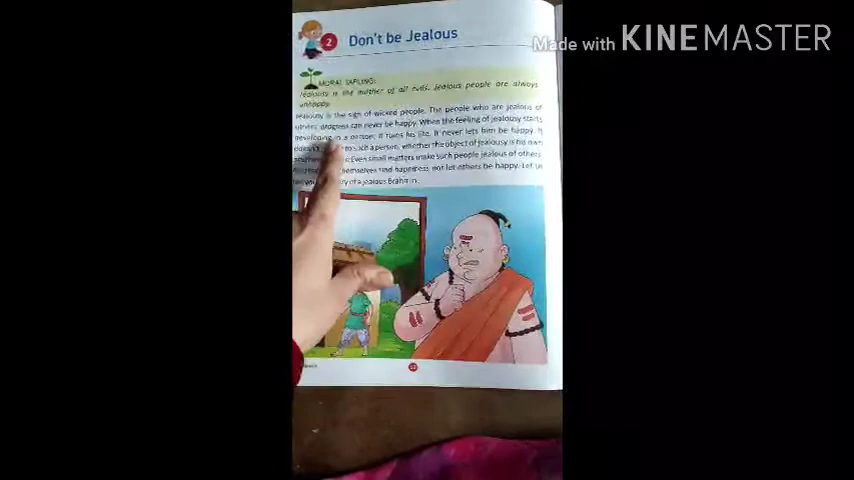 Made with KINEMASTER
2 Don't be Jealous
MORAL SAPLING:
Jealousy is the mother of all evils. Jealous people are always
unhappy.
Jealousy is the sign of wicked people. The people who are jealous of
others' progress can never be happy. When the feeling of jealousy starts
developing in a person, it ruins his life. It never lets him be happy. It
to such a person, whether the object of jealousy is his own
Even small matters make such people jealous of others.
themselves find happiness nor let others be happy. Let us
of a jealous Brahmin.